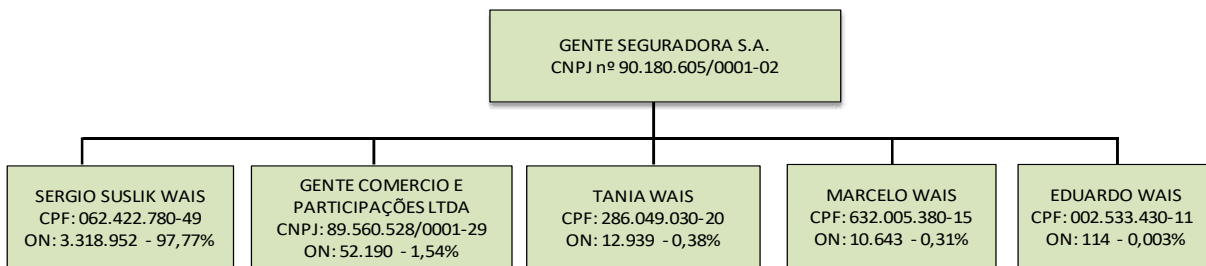 GENTE SEGURADORA S.A.
CNPJ nº 90.180.605/0001-02
SERGIO SUSLIK WAIS
CPF: 062.422.780-49
ON: 3.318.952 - 97,77%
GENTE COMERCIO E
PARTICIPAÇÕES LTDA
CNPJ: 89.560.528/0001-29
ON: 52.190 - 1,54%
TANIA WAIS
CPF: 286.049.030-20
ON: 12.939 - 0,38%
MARCELO WAIS
CPF: 632.005.380-15
ON: 10.643 - 0,31%
EDUARDO WAIS
CPF: 002.533.430-11
ON: 114 - 0,003%